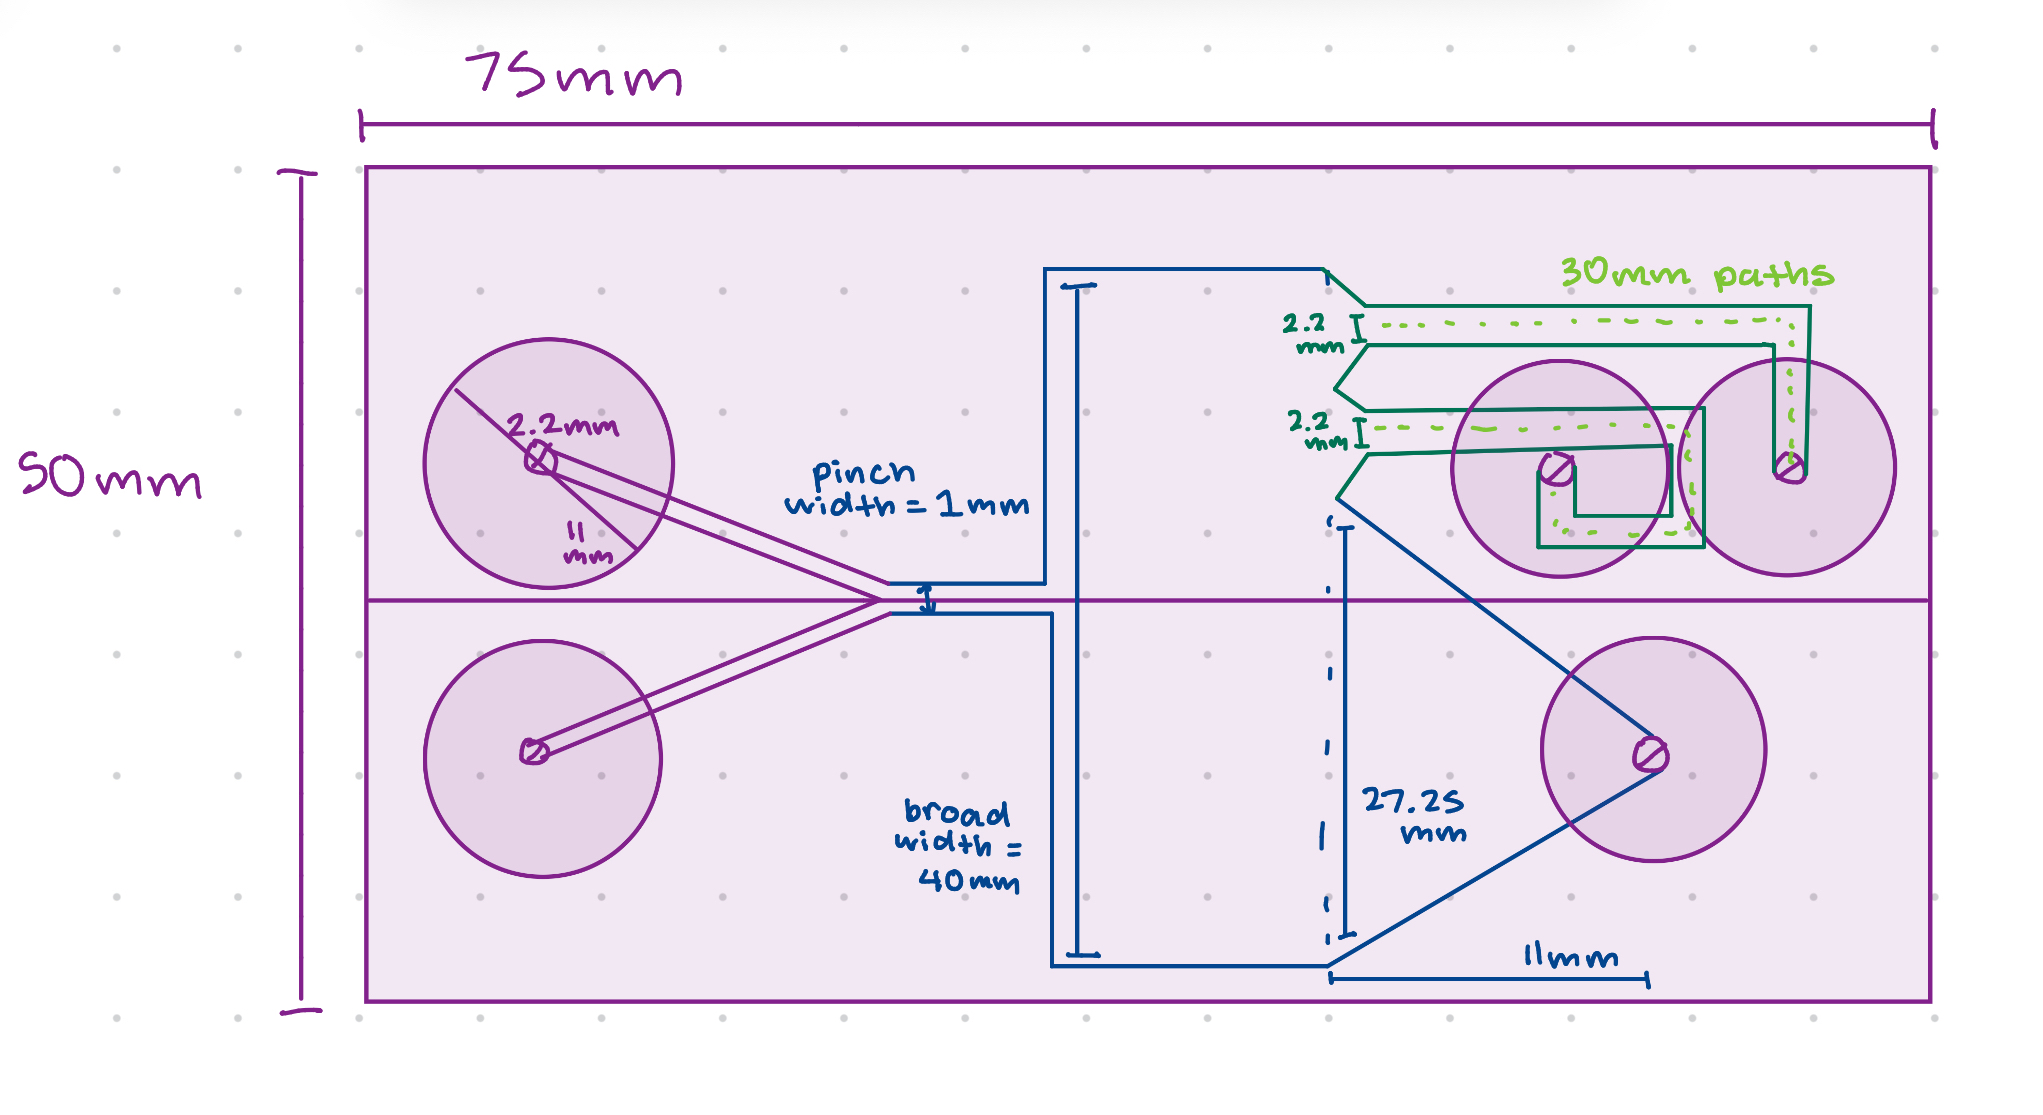 75mm
30mm paths
2.2
mm
2.2
mm
2.2mm
50mm
pinch
width = 1mm
11
mm
27.25
mm
broad
width =
40mm
11mm